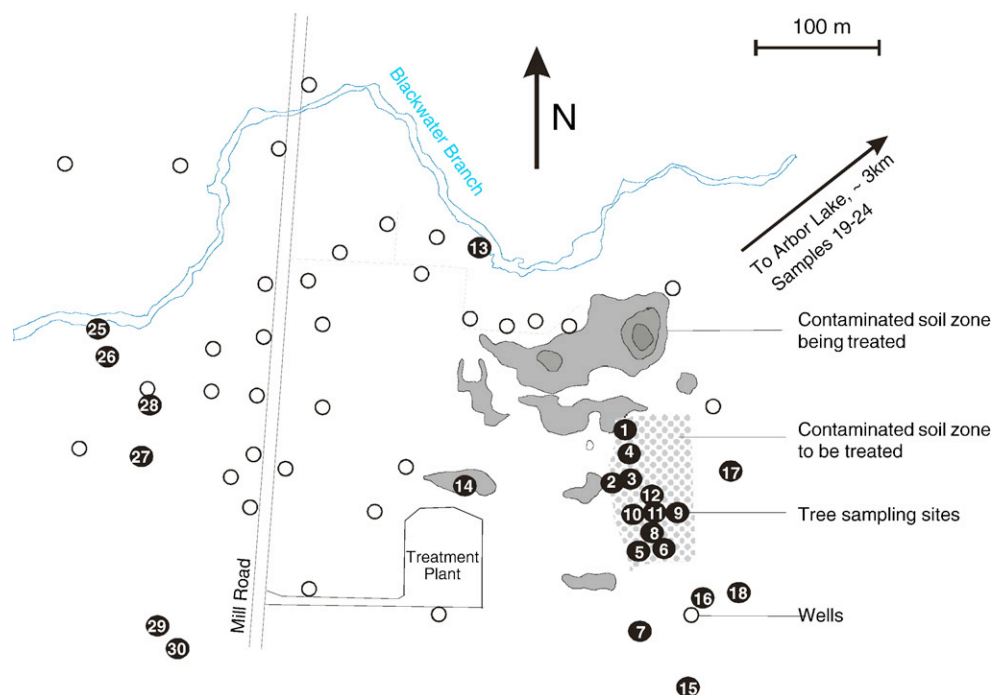 100 m
N
Blackwater Branch
To Arbor Lake, ~ 3km
Samples 19-24
13
25
26
28
27
14
Contaminated soil zone
being treated
Contaminated soil zone
to be treated
1
4
2
3
17
12
10
11
9
Tree sampling sites
8
5
6
Treatment
Plant
Mill Road
16
18
Wells
7
15
29
30